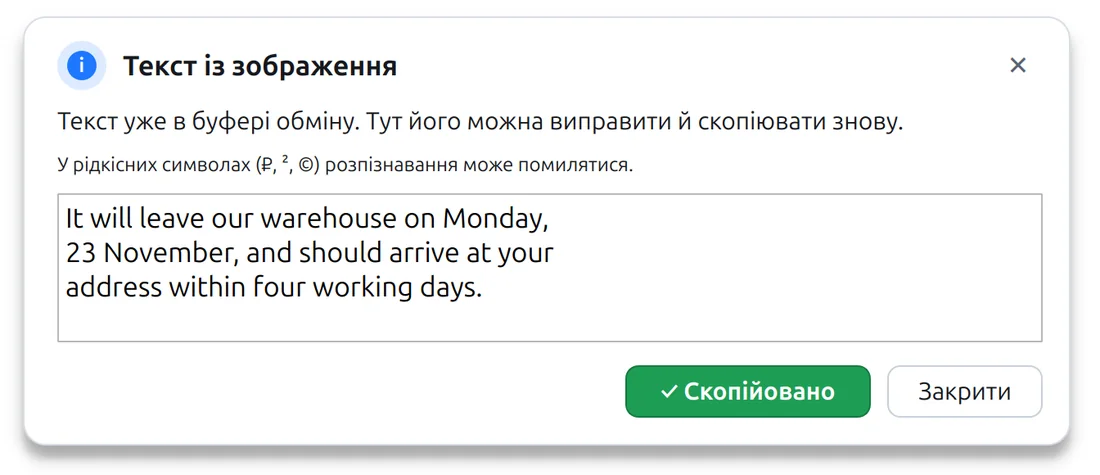 Текст із зображення
Текст уже в буфері обміну. Тут його можна виправити й скопіювати знову.
У рідкісних символах (₽, ², ©) розпізнавання може помилятися.
It will leave our warehouse on Monday,
23 November, and should arrive at your
address within four working days.
✓ Скопійовано
Закрити